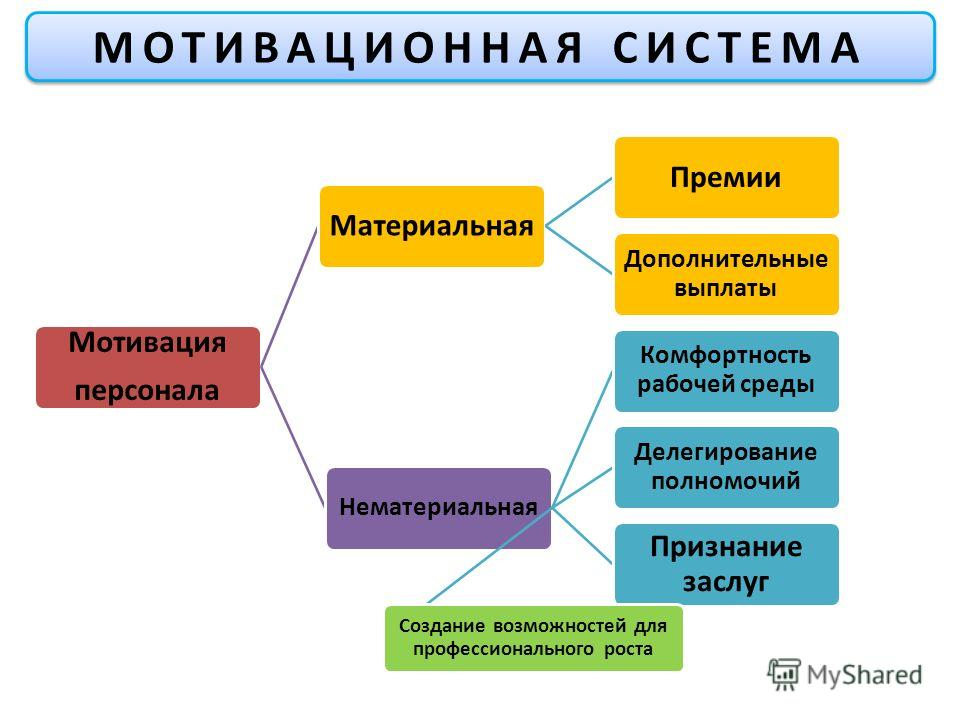 МОТИВАЦИОННАЯ СИСТЕМА
Мотивация
персонала
Материальная
Премии
Дополнительные
выплаты
Нематериальная
Комфортность
рабочей среды
Делегирование
полномочий
Признание
заслуг
Создание возможностей для
профессионального роста
MyShared